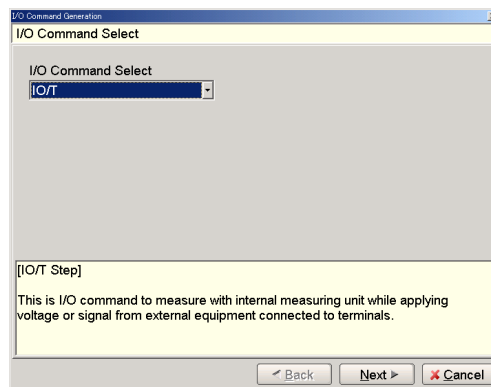 I/O Command Generation
I/O Command Select
I/O Command Select
IO/T
[IO/T Step]
This is I/O command to measure with internal measuring unit while applying
voltage or signal from external equipment connected to terminals.
Back Next Cancel